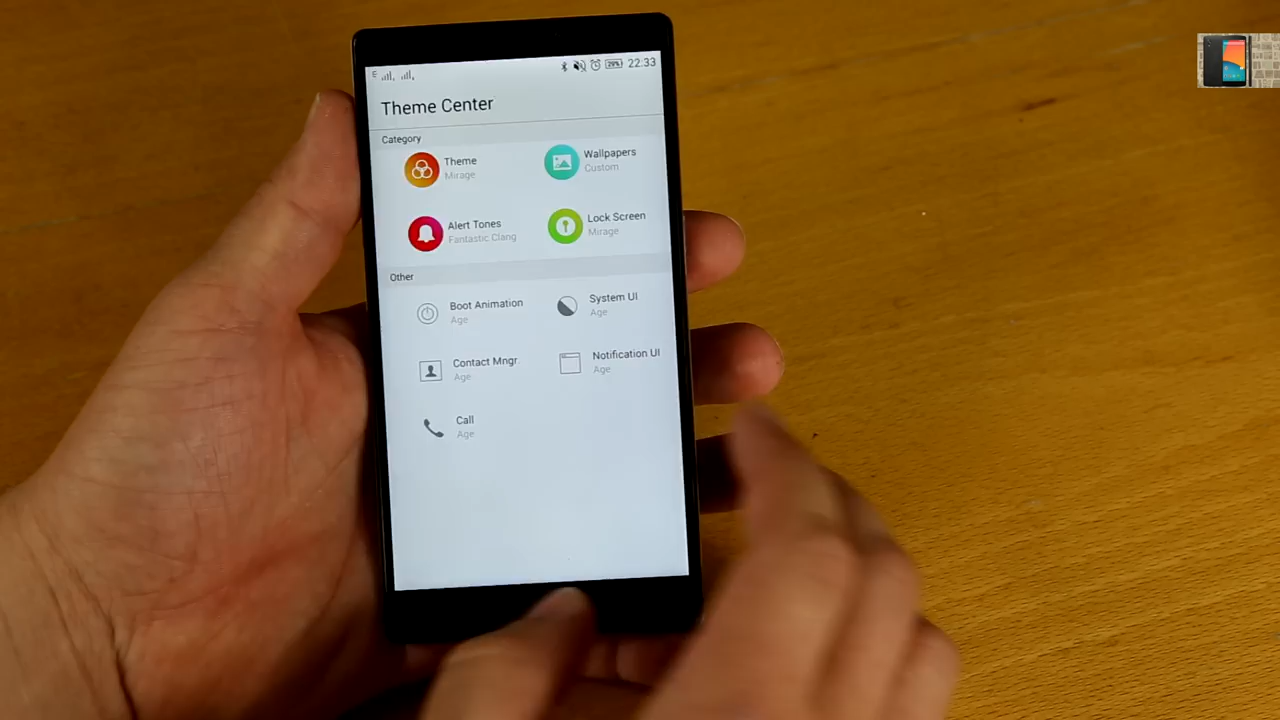 E 29% 22:33
Theme Center
Category
Theme
Mirage
Wallpapers
Custom
Alert Tones
Fantastic Clang
Lock Screen
Mirage
Other
Boot Animation
Age
System UI
Age
Contact Mngr.
Age
Notification UI
Age
Call
Age